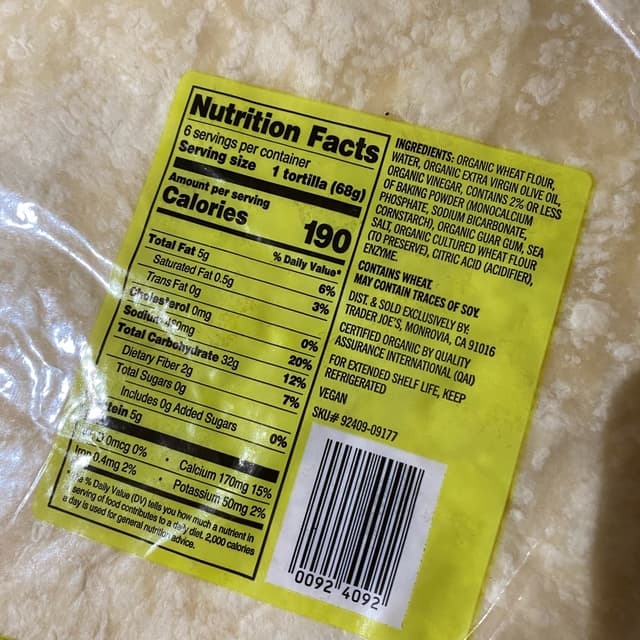 Nutrition Facts
6 servings per container
Serving size 1 tortilla (68g)
Amount per serving
Calories 190
% Daily Value*
Total Fat 5g 6%
Saturated Fat 0.5g 3%
Trans Fat 0g
Cholesterol 0mg 0%
Sodium 20%
Total Carbohydrate 32g 12%
Dietary Fiber 2g 7%
Total Sugars 0g
Includes 0g Added Sugars 0%
5g
0mcg 0% • Calcium 170mg 15%
Iron 0.4mg 2% • Potassium 50mg 2%
% Daily Value (DV) tells you how much a nutrient in
serving of food contributes to a daily diet. 2,000 calories
a day is used for general nutrition advice.
INGREDIENTS: ORGANIC WHEAT FLOUR,
WATER, ORGANIC EXTRA VIRGIN OLIVE OIL,
ORGANIC VINEGAR, CONTAINS 2% OR LESS
OF BAKING POWDER (MONOCALCIUM
PHOSPHATE, SODIUM BICARBONATE,
CORNSTARCH), ORGANIC GUAR GUM, SEA
SALT, ORGANIC CULTURED WHEAT FLOUR
(TO PRESERVE), CITRIC ACID (ACIDIFIER),
ENZYME.
CONTAINS WHEAT.
MAY CONTAIN TRACES OF SOY.
DIST. & SOLD EXCLUSIVELY BY:
TRADER JOE'S, MONROVIA, CA 91016
CERTIFIED ORGANIC BY QUALITY
ASSURANCE INTERNATIONAL (QAI)
FOR EXTENDED SHELF LIFE, KEEP
REFRIGERATED
VEGAN
SKU# 92409-09177
0092 4092